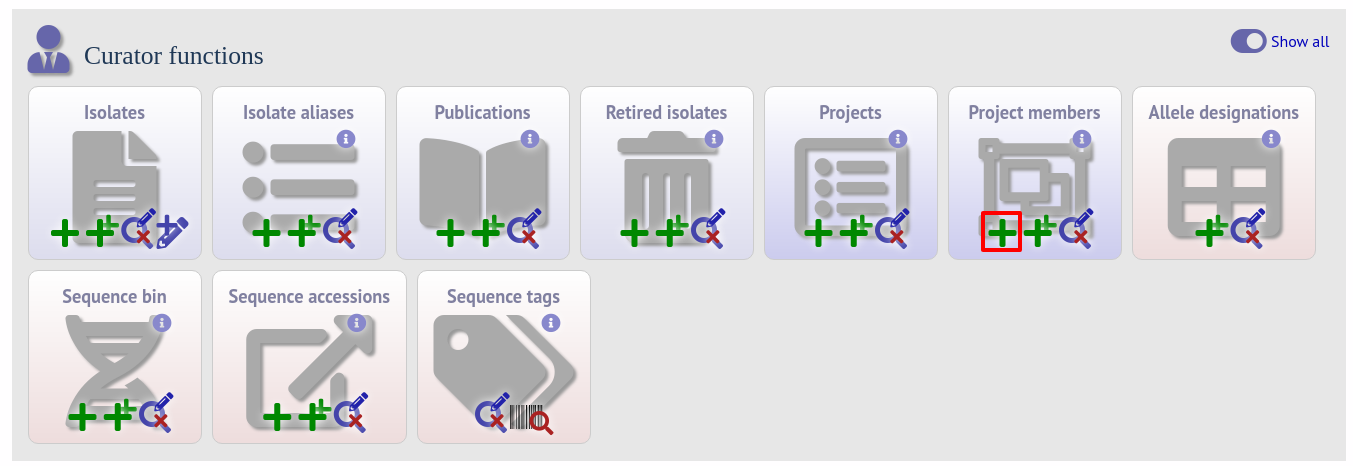 Curator functions
Show all
Isolates
Isolate aliases
Publications
Retired isolates
Projects
Project members
Allele designations
Sequence bin
Sequence accessions
Sequence tags